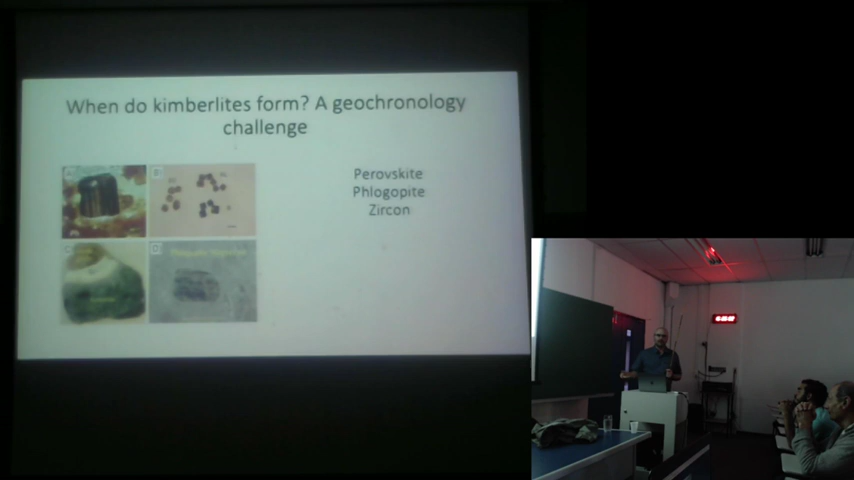 When do kimberlites form? A geochronology
challenge
Perovskite
Phlogopite
Zircon